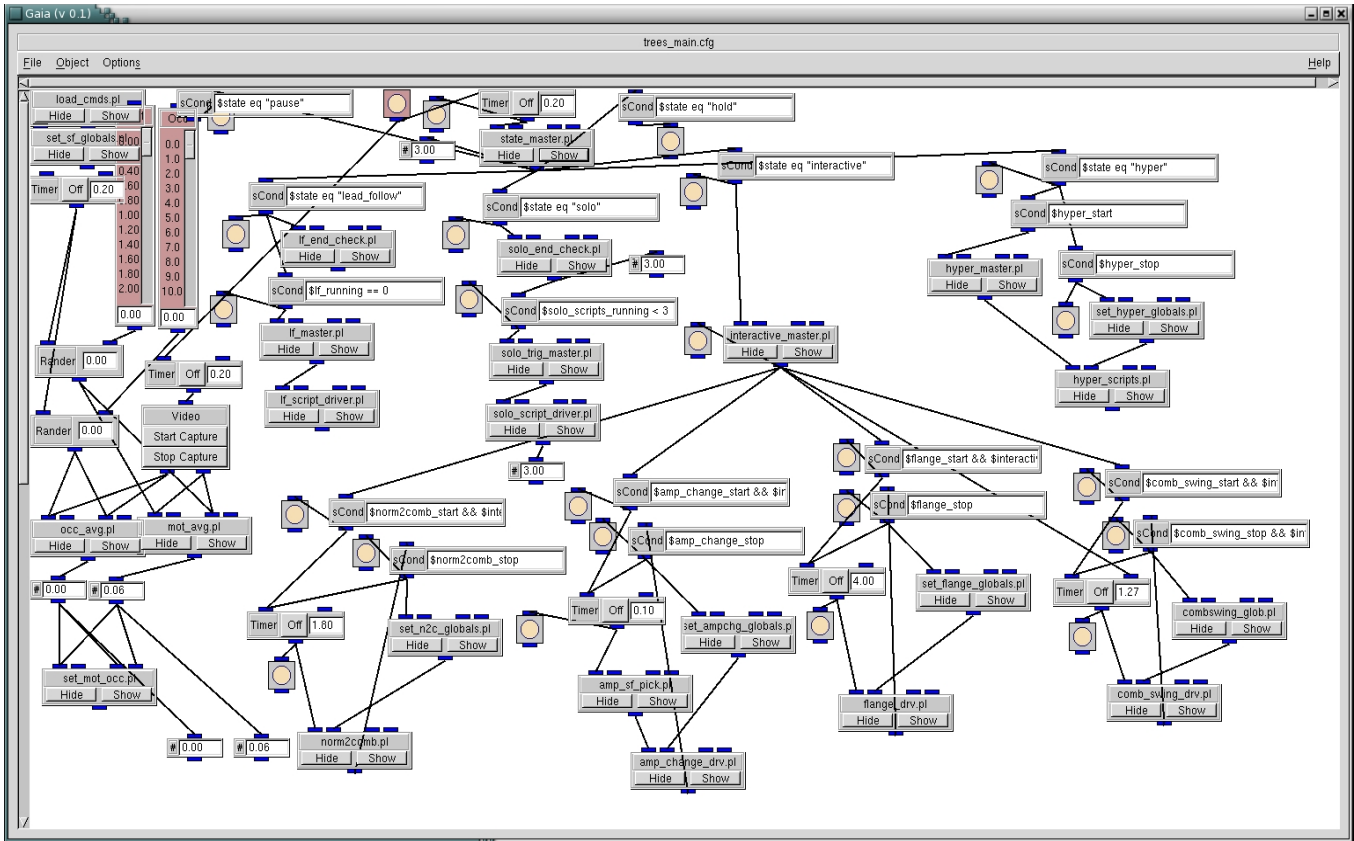 Gaia (v 0.1)
trees_main.cfg
File Object Options Help
load_cmds.pl
Hide Show
set_sf_globals.pl
Hide Show
Timer Off 0.20
0.40
.60
.80
1.00
1.20
1.40
1.60
1.80
2.00
0.00
Occ
0.0
1.0
2.0
3.0
4.0
5.0
6.0
7.0
8.0
9.0
10.0
0.00
sCond $state eq "pause"
Timer Off 0.20
# 3.00
state_master.pl
Hide Show
sCond $state eq "hold"
sCond $state eq "interactive"
sCond $state eq "hyper"
sCond $state eq "lead_follow"
sCond $state eq "solo"
sCond $hyper_start
lf_end_check.pl
Hide Show
solo_end_check.pl
Hide Show
# 3.00
hyper_master.pl
Hide Show
sCond $hyper_stop
sCond $lf_running == 0
sCond $solo_scripts_running < 3
set_hyper_globals.pl
Hide Show
lf_master.pl
Hide Show
interactive_master.pl
Hide Show
Rander 0.00
Timer Off 0.20
solo_trig_master.pl
Hide Show
hyper_scripts.pl
Hide Show
lf_script_driver.pl
Hide Show
solo_script_driver.pl
Hide Show
Video
Start Capture
Stop Capture
Rander 0.00
# 3.00
sCond $flange_start && $interacti
sCond $comb_swing_start && $in
sCond $amp_change_start && $in
sCond $flange_stop
sCond $norm2comb_start && $inte
occ_avg.pl
Hide Show
mot_avg.pl
Hide Show
sCond $amp_change_stop
sCond $comb_swing_stop && $in
sCond $norm2comb_stop
# 0.00
# 0.06
Timer Off 4.00
set_flange_globals.pl
Hide Show
Timer Off 1.27
Timer Off 1.80
set_n2c_globals.pl
Hide Show
Timer Off 0.10
set_ampchg_globals.p
Hide Show
combswing_glob.pl
Hide Show
set_mot_occ.pl
Hide Show
amp_sf_pick.pl
Hide Show
flange_drv.pl
Hide Show
comb_swing_drv.pl
Hide Show
# 0.00
# 0.06
norm2comb.pl
Hide Show
amp_change_drv.pl
Hide Show